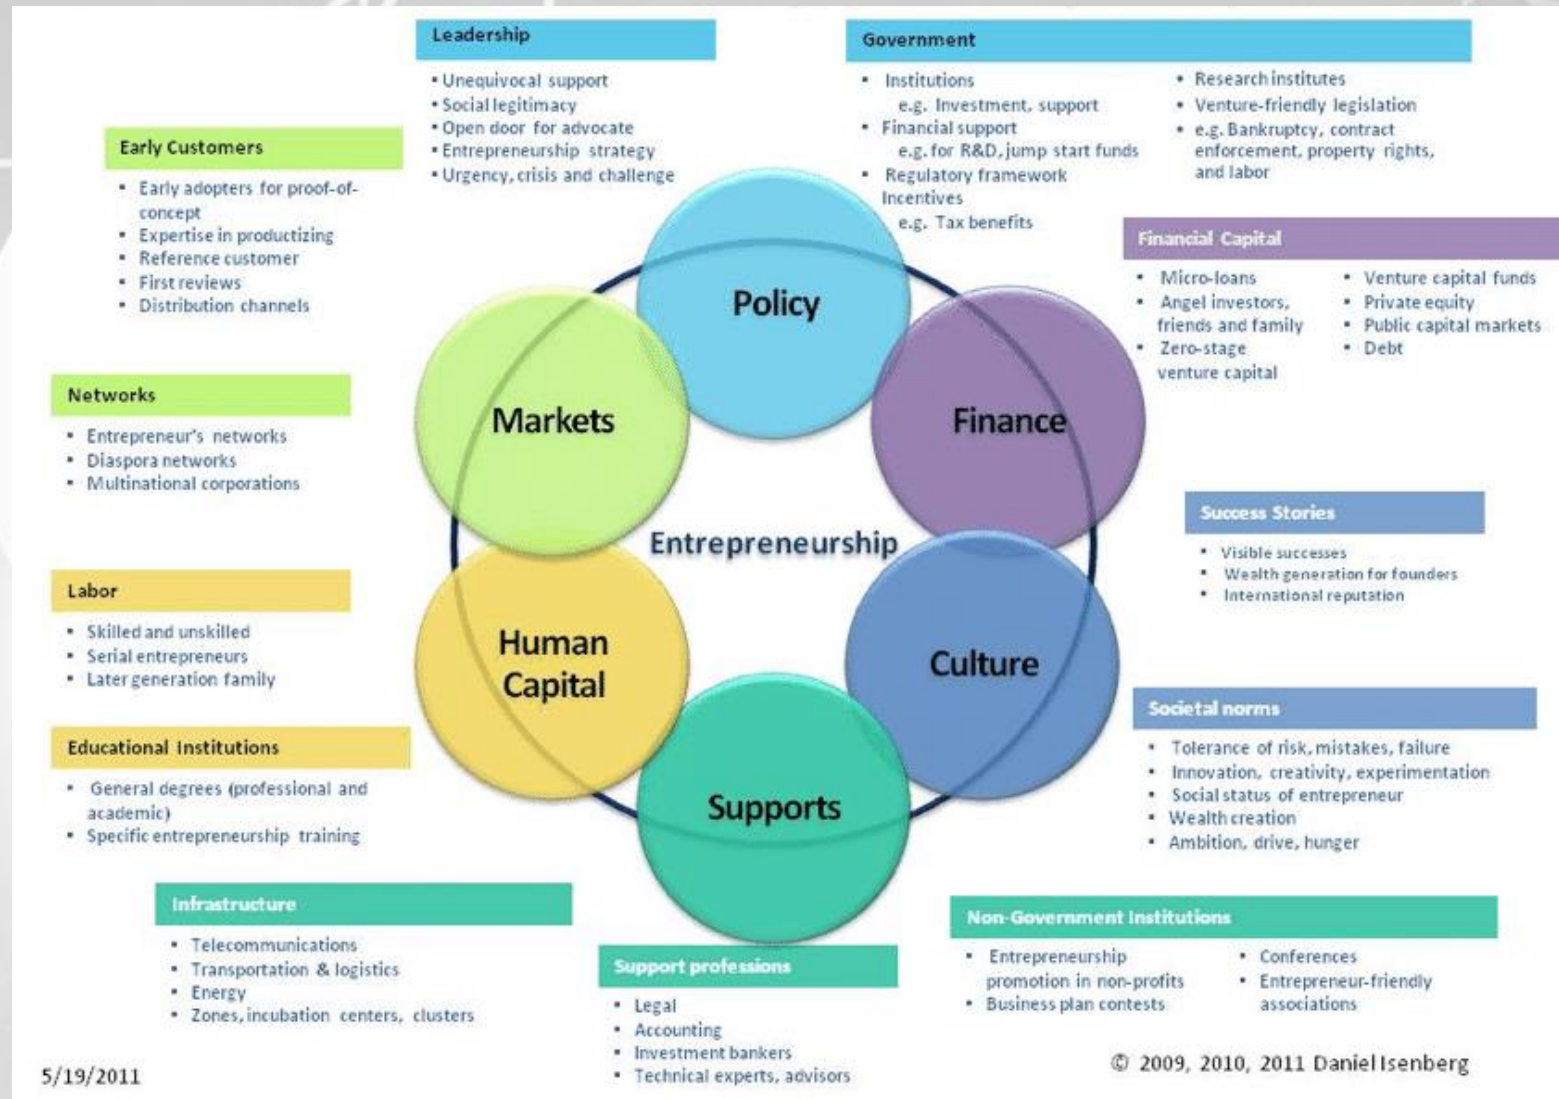 Leadership
▪ Unequivocal support
▪ Social legitimacy
▪ Open door for advocate
▪ Entrepreneurship strategy
▪ Urgency, crisis and challenge
Government
▪ Institutions
e.g. Investment, support
▪ Financial support
e.g. for R&D, jump start funds
▪ Regulatory framework
Incentives
e.g. Tax benefits
▪ Research institutes
▪ Venture-friendly legislation
▪ e.g. Bankruptcy, contract
enforcement, property rights,
and labor
Early Customers
▪ Early adopters for proof-of-
concept
▪ Expertise in productizing
▪ Reference customer
▪ First reviews
▪ Distribution channels
Financial Capital
▪ Micro-loans
▪ Angel investors,
friends and family
▪ Zero-stage
venture capital
▪ Venture capital funds
▪ Private equity
▪ Public capital markets
▪ Debt
Networks
▪ Entrepreneur's networks
▪ Diaspora networks
▪ Multinational corporations
Policy
Markets
Finance
Entrepreneurship
Human
Capital
Culture
Supports
Success Stories
▪ Visible successes
▪ Wealth generation for founders
▪ International reputation
Labor
▪ Skilled and unskilled
▪ Serial entrepreneurs
▪ Later generation family
Societal norms
▪ Tolerance of risk, mistakes, failure
▪ Innovation, creativity, experimentation
▪ Social status of entrepreneur
▪ Wealth creation
▪ Ambition, drive, hunger
Educational Institutions
▪ General degrees (professional and
academic)
▪ Specific entrepreneurship training
Infrastructure
▪ Telecommunications
▪ Transportation & logistics
▪ Energy
▪ Zones, incubation centers, clusters
Support professions
▪ Legal
▪ Accounting
▪ Investment bankers
▪ Technical experts, advisors
Non-Government Institutions
▪ Entrepreneurship
promotion in non-profits
▪ Business plan contests
▪ Conferences
▪ Entrepreneur-friendly
associations
5/19/2011
© 2009, 2010, 2011 Daniel Isenberg